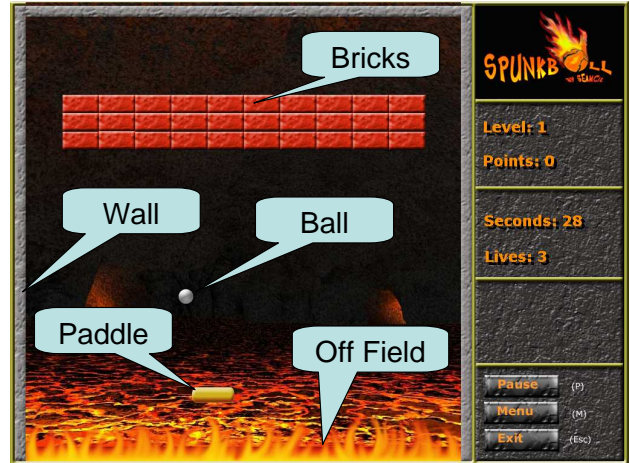 Bricks
Wall
Ball
Paddle
Off Field
SPUNKBALL
Level: 1
Points: 0
Seconds: 28
Lives: 3
Pause (P)
Menu (M)
Exit (Esc)